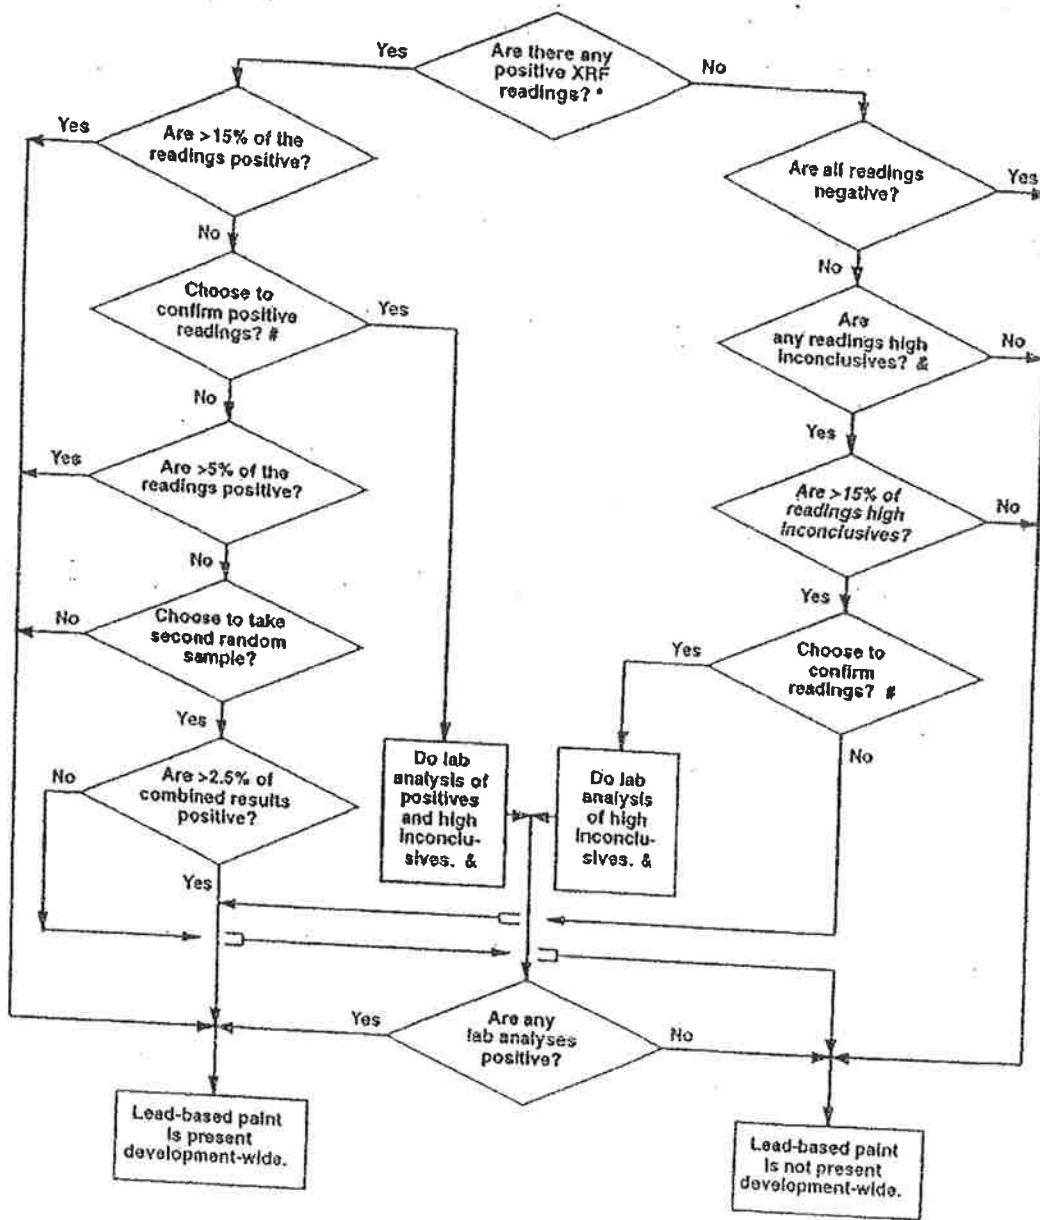 Are there any
positive XRF
readings? *
Yes
No
Are >15% of the
readings positive?
Yes
No
Are all readings
negative?
Yes
No
Choose to
confirm positive
readings? #
Yes
No
Are
any readings high
inconclusives? &
No
Yes
Are >5% of the
readings positive?
Yes
No
Are >15% of
readings high
inconclusives?
No
Yes
Choose to take
second random
sample?
No
Yes
Choose to
confirm
readings? #
Yes
No
Are >2.5% of
combined results
positive?
No
Yes
Do lab
analysis of
positives
and high
inconclu-
sives. &
Do lab
analysis
of high
inconclu-
sives. &
Are any
lab analyses
positive?
Yes
No
Lead-based paint
is present
development-wide.
Lead-based paint
is not present
development-wide.